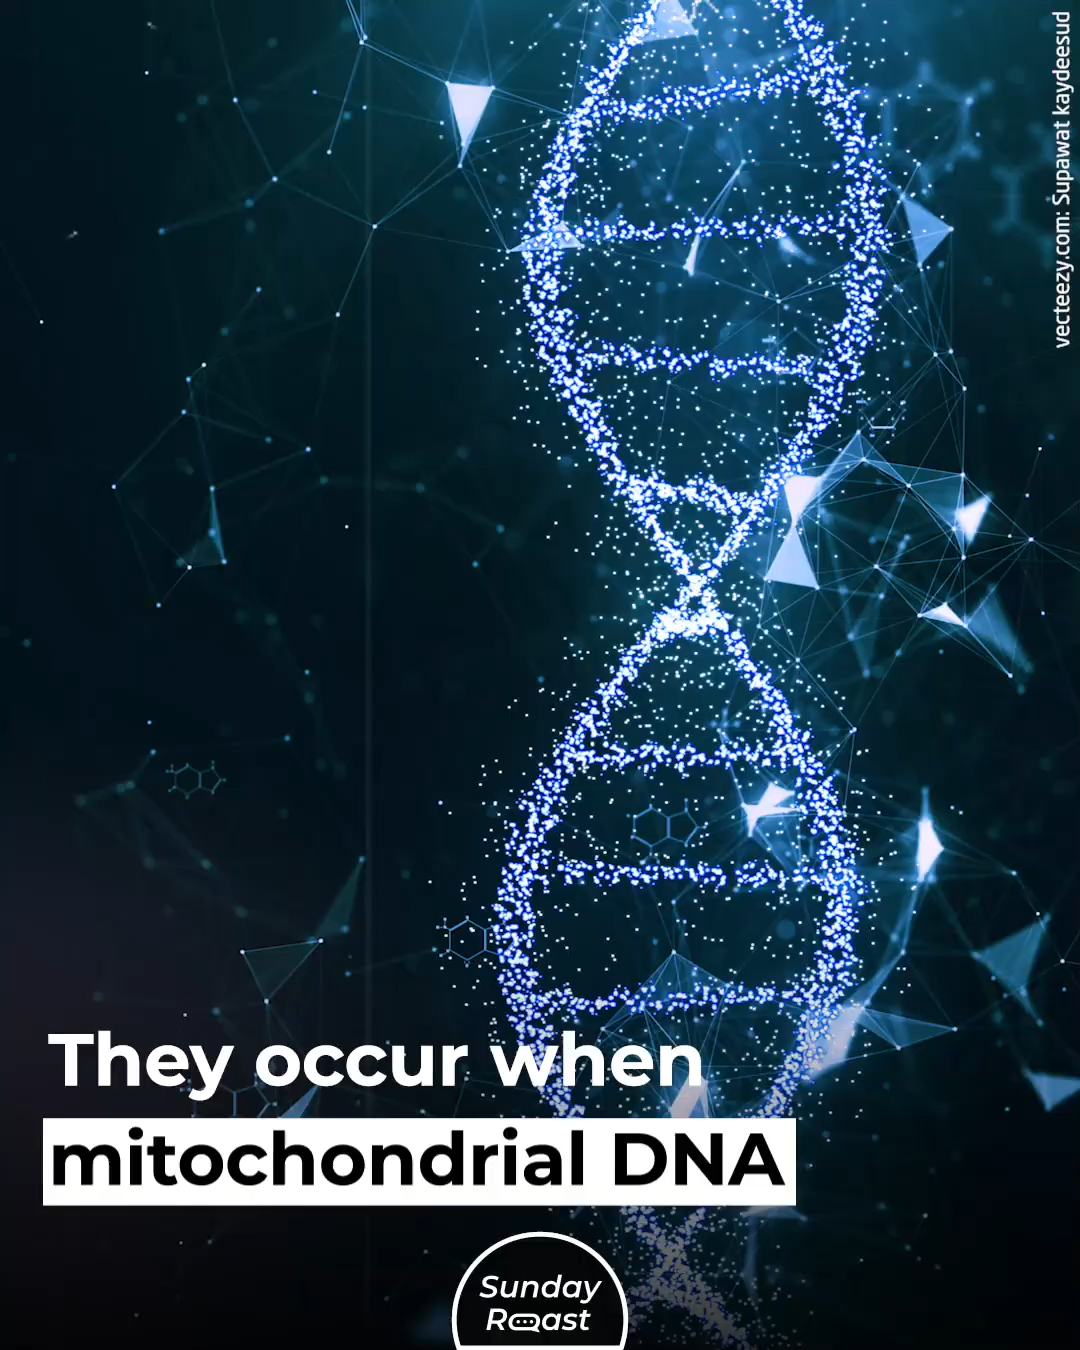 vecteezy.com: Supawat kaydeesud
They occur when
mitochondrial DNA
Sunday
Roast